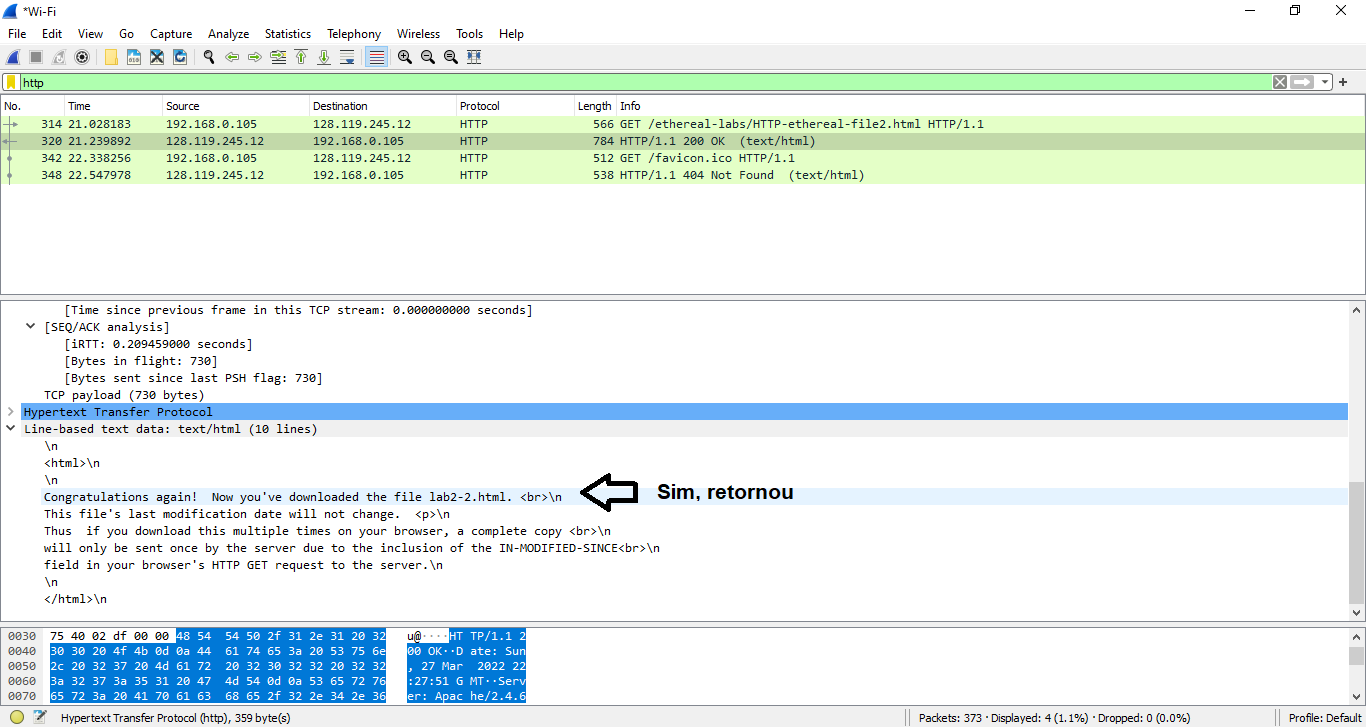 *Wi-Fi
File Edit View Go Capture Analyze Statistics Telephony Wireless Tools Help
http
No. Time Source Destination Protocol Length Info
314 21.028183 192.168.0.105 128.119.245.12 HTTP 566 GET /ethereal-labs/HTTP-ethereal-file2.html HTTP/1.1
320 21.239892 128.119.245.12 192.168.0.105 HTTP 784 HTTP/1.1 200 OK  (text/html)
342 22.338256 192.168.0.105 128.119.245.12 HTTP 512 GET /favicon.ico HTTP/1.1
348 22.547978 128.119.245.12 192.168.0.105 HTTP 538 HTTP/1.1 404 Not Found  (text/html)
[Time since previous frame in this TCP stream: 0.000000000 seconds]
[SEQ/ACK analysis]
[iRTT: 0.209459000 seconds]
[Bytes in flight: 730]
[Bytes sent since last PSH flag: 730]
TCP payload (730 bytes)
Hypertext Transfer Protocol
Line-based text data: text/html (10 lines)
\n
<html>\n
\n
Congratulations again!  Now you've downloaded the file lab2-2.html. <br>\n Sim, retornou
This file's last modification date will not change.  <p>\n
Thus  if you download this multiple times on your browser, a complete copy <br>\n
will only be sent once by the server due to the inclusion of the IN-MODIFIED-SINCE<br>\n
field in your browser's HTTP GET request to the server.\n
\n
</html>\n
0030 75 40 02 df 00 00 48 54 54 50 2f 31 2e 31 20 32 u@····HT TP/1.1 2
0040 30 30 20 4f 4b 0d 0a 44 61 74 65 3a 20 53 75 6e 00 OK··D ate: Sun
0050 2c 20 32 37 20 4d 61 72 20 32 30 32 32 20 32 32 , 27 Mar 2022 22
0060 3a 32 37 3a 35 31 20 47 4d 54 0d 0a 53 65 72 76 :27:51 G MT··Serv
0070 65 72 3a 20 41 70 61 63 68 65 2f 32 2e 34 2e 36 er: Apac he/2.4.6
Hypertext Transfer Protocol (http), 359 byte(s) Packets: 373 · Displayed: 4 (1.1%) · Dropped: 0 (0.0%) Profile: Default